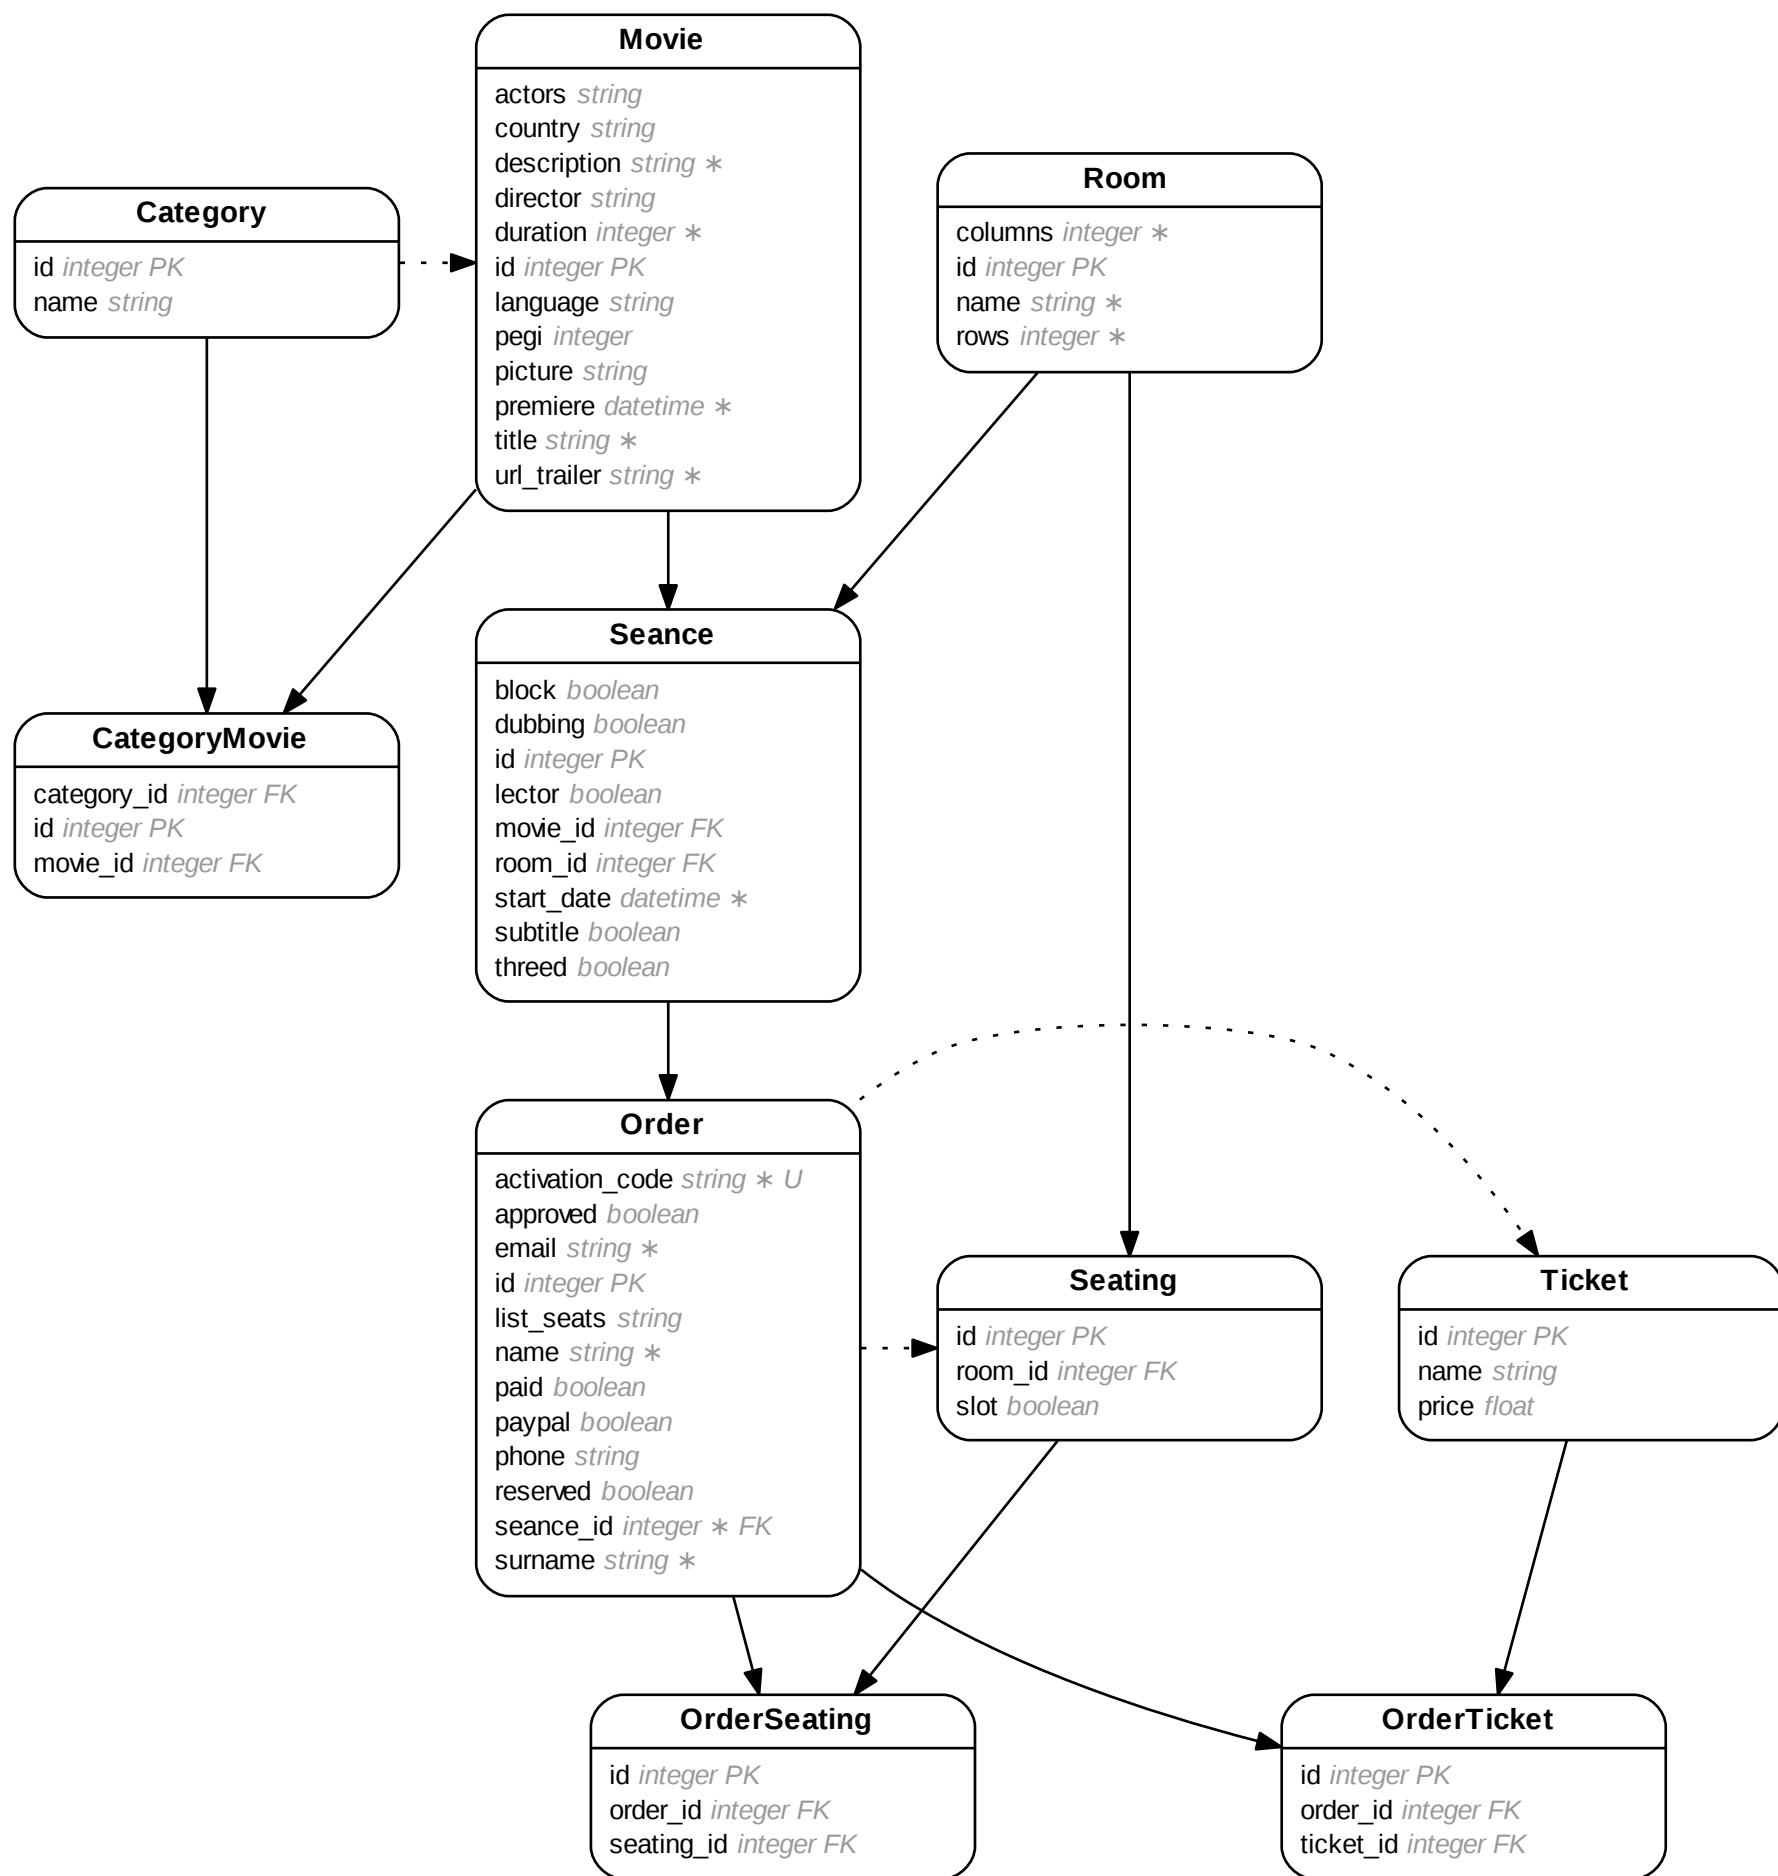 Movie
actors string
country string
description string ∗
director string
duration integer ∗
id integer PK
language string
pegi integer
picture string
premiere datetime ∗
title string ∗
url_trailer string ∗
Room
columns integer ∗
id integer PK
name string ∗
rows integer ∗
Category
id integer PK
name string
Seance
block boolean
dubbing boolean
id integer PK
lector boolean
movie_id integer FK
room_id integer FK
start_date datetime ∗
subtitle boolean
threed boolean
CategoryMovie
category_id integer FK
id integer PK
movie_id integer FK
Order
activation_code string ∗ U
approved boolean
email string ∗
id integer PK
list_seats string
name string ∗
paid boolean
paypal boolean
phone string
reserved boolean
seance_id integer ∗ FK
surname string ∗
Seating
id integer PK
room_id integer FK
slot boolean
Ticket
id integer PK
name string
price float
OrderSeating
id integer PK
order_id integer FK
seating_id integer FK
OrderTicket
id integer PK
order_id integer FK
ticket_id integer FK